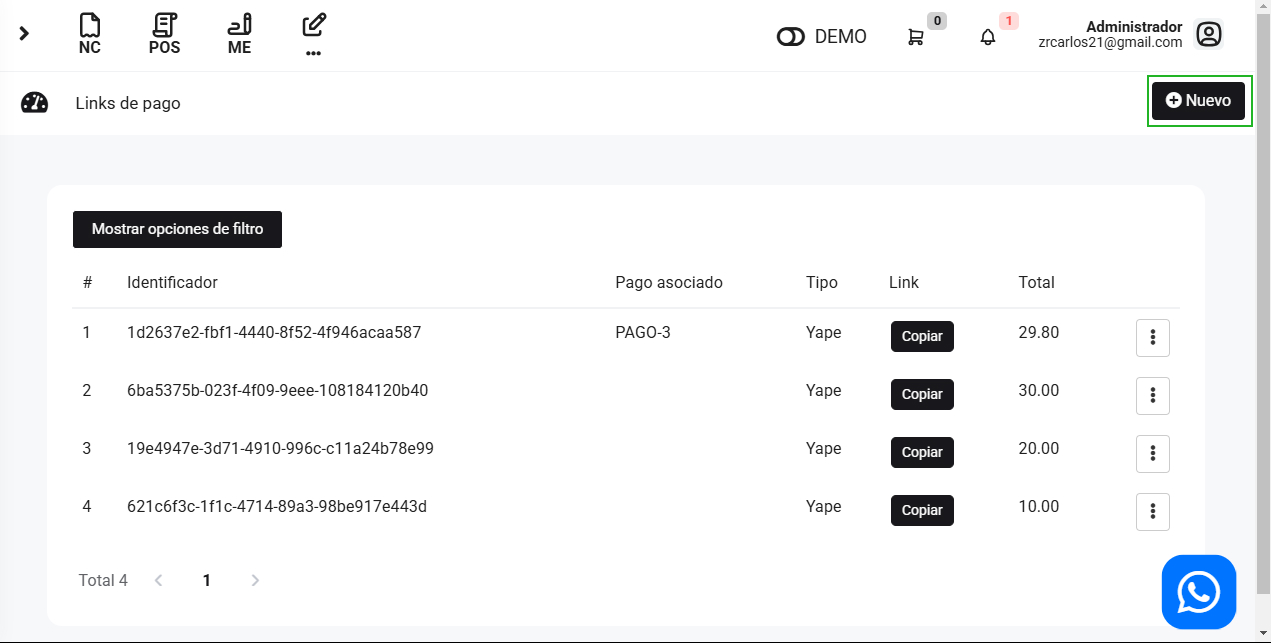 NC POS ME ... DEMO 0 1 Administrador
zrcarlos21@gmail.com
Links de pago Nuevo
Mostrar opciones de filtro
# Identificador Pago asociado Tipo Link Total
1 1d2637e2-fbf1-4440-8f52-4f946acaa587 PAGO-3 Yape Copiar 29.80
2 6ba5375b-023f-4f09-9eee-108184120b40 Yape Copiar 30.00
3 19e4947e-3d71-4910-996c-c11a24b78e99 Yape Copiar 20.00
4 621c6f3c-1f1c-4714-89a3-98be917e443d Yape Copiar 10.00
Total 4 1